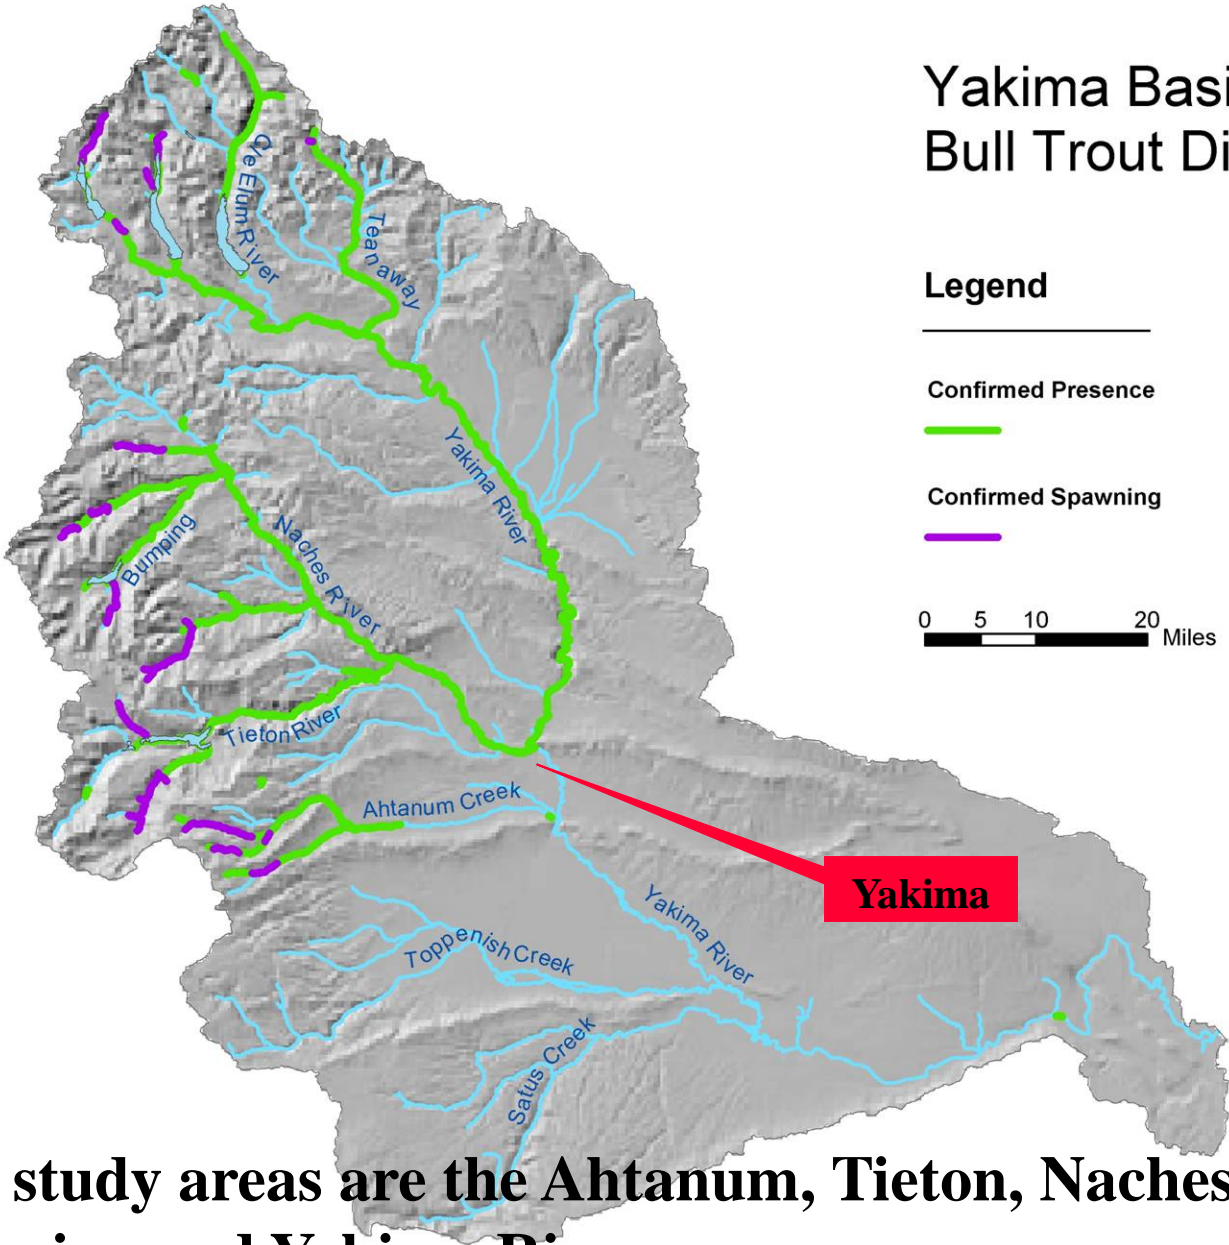 Yakima Basi
Bull Trout Di
Legend
Confirmed Presence
Confirmed Spawning
0 5 10 20
Miles
Cle Elum River
Teanaway
Yakima River
Naches River
Bumping
Tieton River
Ahtanum Creek
Yakima
Yakima River
Toppenish Creek
Satus Creek
study areas are the Ahtanum, Tieton, Naches